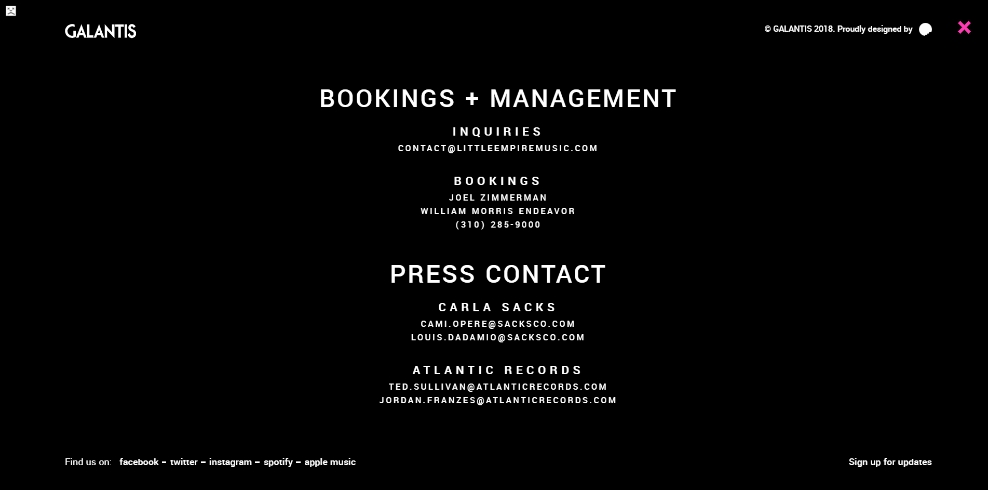 GALANTIS
© GALANTIS 2018. Proudly designed by
BOOKINGS + MANAGEMENT
INQUIRIES
CONTACT@LITTLEEMPIREMUSIC.COM
BOOKINGS
JOEL ZIMMERMAN
WILLIAM MORRIS ENDEAVOR
(310) 285-9000
PRESS CONTACT
CARLA SACKS
CAMI.OPERE@SACKSCO.COM
LOUIS.DADAMIO@SACKSCO.COM
ATLANTIC RECORDS
TED.SULLIVAN@ATLANTICRECORDS.COM
JORDAN.FRANZES@ATLANTICRECORDS.COM
Find us on: facebook – twitter – instagram – spotify – apple music
Sign up for updates